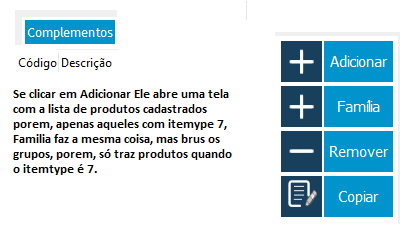 Complementos
Código Descrição
Se clicar em Adicionar Ele abre uma tela
com a lista de produtos cadastrados
porem, apenas aqueles com itemype 7,
Familia faz a mesma coisa, mas brus os
grupos, porem, só traz produtos quando
o itemtype é 7.
Adicionar
Família
Remover
Copiar